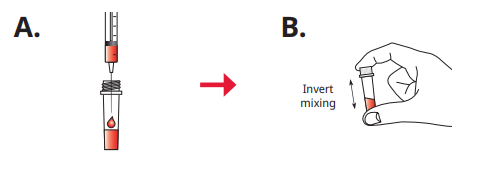 A.
B.
Invert
mixing